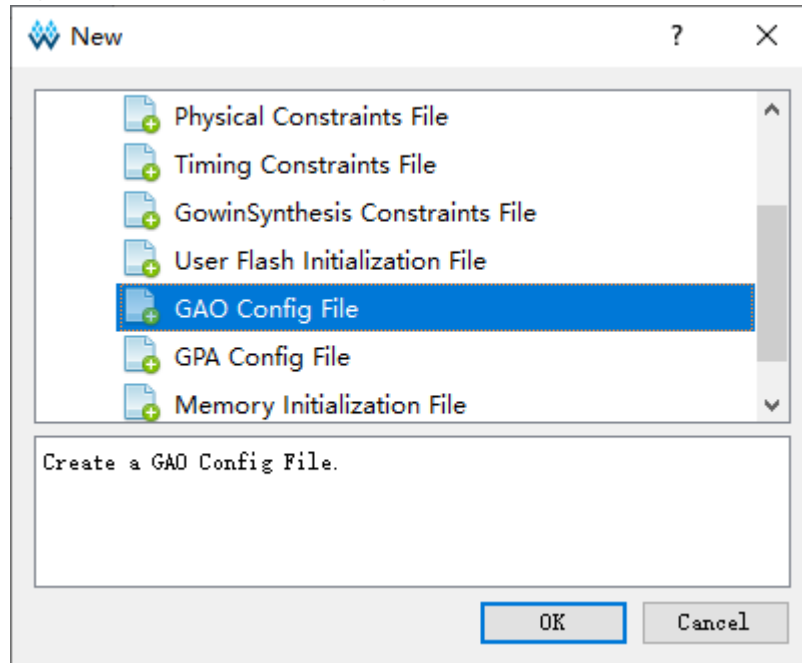 New
?
Physical Constraints File
Timing Constraints File
GowinSynthesis Constraints File
User Flash Initialization File
GAO Config File
GPA Config File
Memory Initialization File
Create a GAO Config File.
OK Cancel